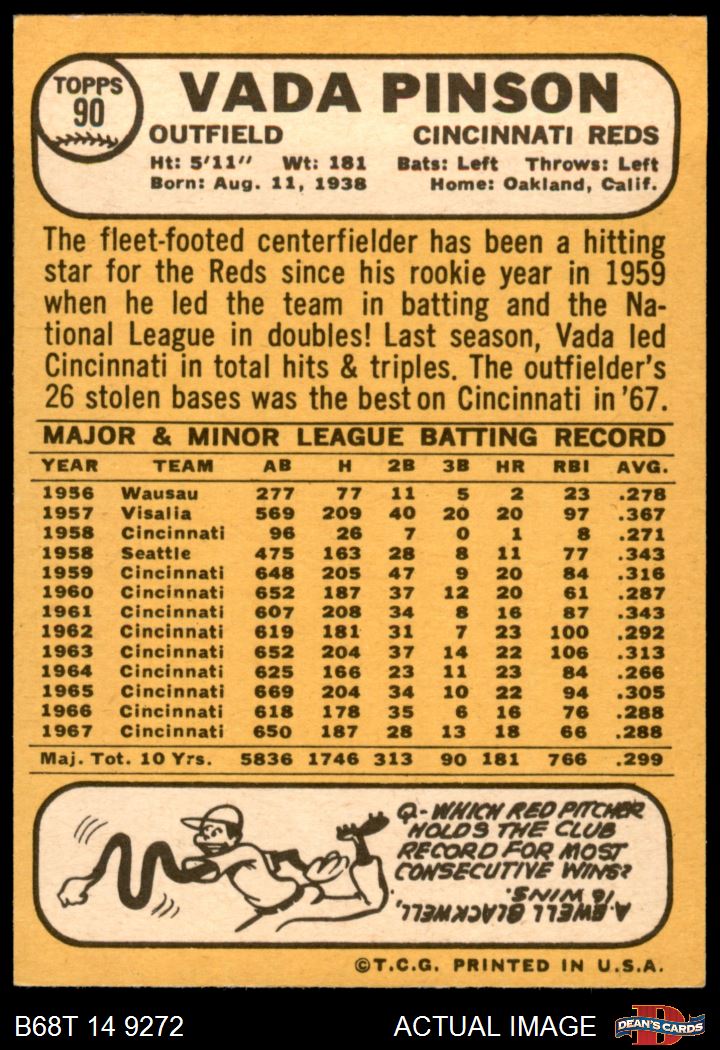 TOPPS
90
VADA PINSON
OUTFIELD CINCINNATI REDS
Ht: 5'11" Wt: 181 Bats: Left Throws: Left
Born: Aug. 11, 1938 Home: Oakland, Calif.
The fleet-footed centerfielder has been a hitting
star for the Reds since his rookie year in 1959
when he led the team in batting and the Na-
tional League in doubles! Last season, Vada led
Cincinnati in total hits & triples. The outfielder's
26 stolen bases was the best on Cincinnati in '67.
MAJOR & MINOR LEAGUE BATTING RECORD
YEAR TEAM AB H 2B 3B HR RBI AVG.
1956 Wausau 277 77 11 5 2 23 .278
1957 Visalia 569 209 40 20 20 97 .367
1958 Cincinnati 96 26 7 0 1 8 .271
1958 Seattle 475 163 28 8 11 77 .343
1959 Cincinnati 648 205 47 9 20 84 .316
1960 Cincinnati 652 187 37 12 20 61 .287
1961 Cincinnati 607 208 34 8 16 87 .343
1962 Cincinnati 619 181 31 7 23 100 .292
1963 Cincinnati 652 204 37 14 22 106 .313
1964 Cincinnati 625 166 23 11 23 84 .266
1965 Cincinnati 669 204 34 10 22 94 .305
1966 Cincinnati 618 178 35 6 16 76 .288
1967 Cincinnati 650 187 28 13 18 66 .288
Maj. Tot. 10 Yrs. 5836 1746 313 90 181 766 .299
Q- WHICH RED PITCHER
HOLDS THE CLUB
RECORD FOR MOST
CONSECUTIVE WINS?
A. EWELL BLACKWELL,
16 WINS.
©T.C.G. PRINTED IN U.S.A.
B68T 14 9272 ACTUAL IMAGE
D
DEAN'S CARDS